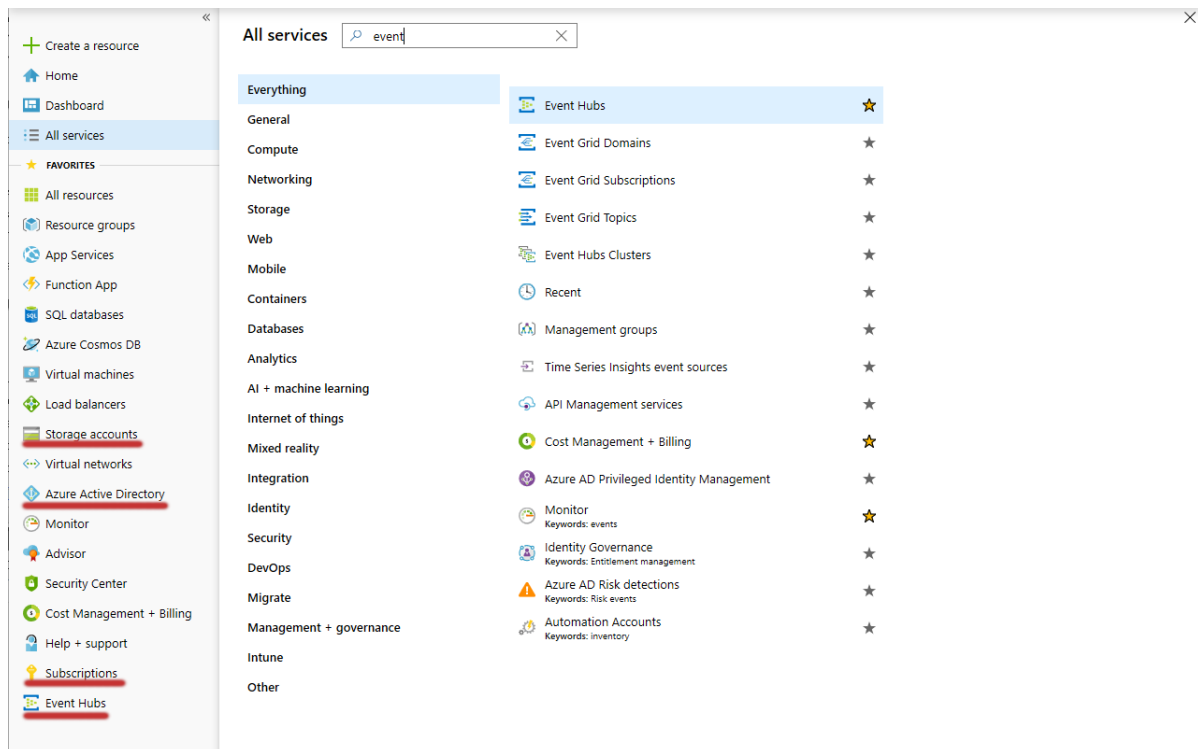 «
Create a resource
Home
Dashboard
All services
FAVORITES
All resources
Resource groups
App Services
Function App
SQL databases
Azure Cosmos DB
Virtual machines
Load balancers
Storage accounts
Virtual networks
Azure Active Directory
Monitor
Advisor
Security Center
Cost Management + Billing
Help + support
Subscriptions
Event Hubs
All services
event
Everything
General
Compute
Networking
Storage
Web
Mobile
Containers
Databases
Analytics
AI + machine learning
Internet of things
Mixed reality
Integration
Identity
Security
DevOps
Migrate
Management + governance
Intune
Other
Event Hubs
Event Grid Domains
Event Grid Subscriptions
Event Grid Topics
Event Hubs Clusters
Recent
Management groups
Time Series Insights event sources
API Management services
Cost Management + Billing
Azure AD Privileged Identity Management
Monitor
Keywords: events
Identity Governance
Keywords: Entitlement management
Azure AD Risk detections
Keywords: Risk events
Automation Accounts
Keywords: inventory